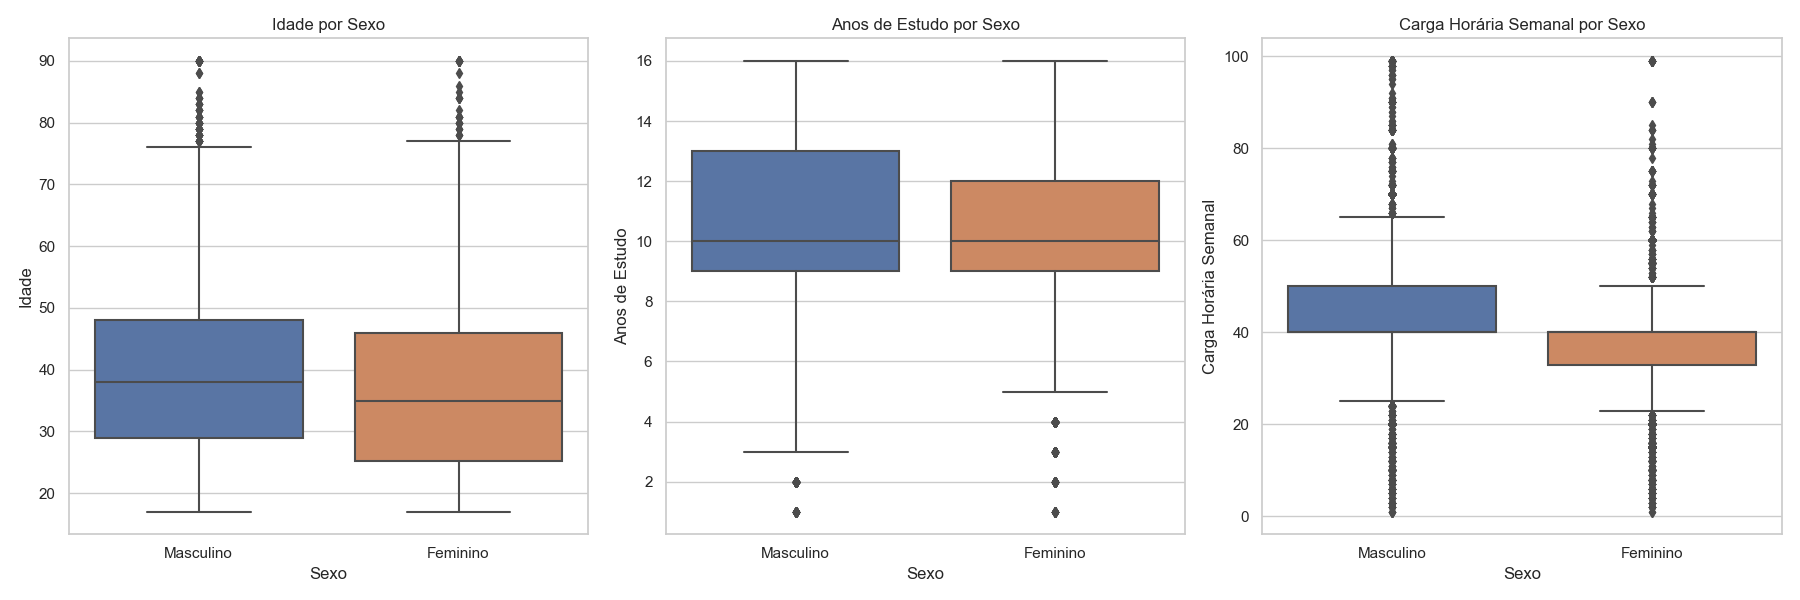 Idade por Sexo
Idade
90
80
70
60
50
40
30
20
Masculino
Feminino
Sexo
Anos de Estudo por Sexo
Anos de Estudo
16
14
12
10
8
6
4
2
Masculino
Feminino
Sexo
Carga Horária Semanal por Sexo
Carga Horária Semanal
100
80
60
40
20
0
Masculino
Feminino
Sexo